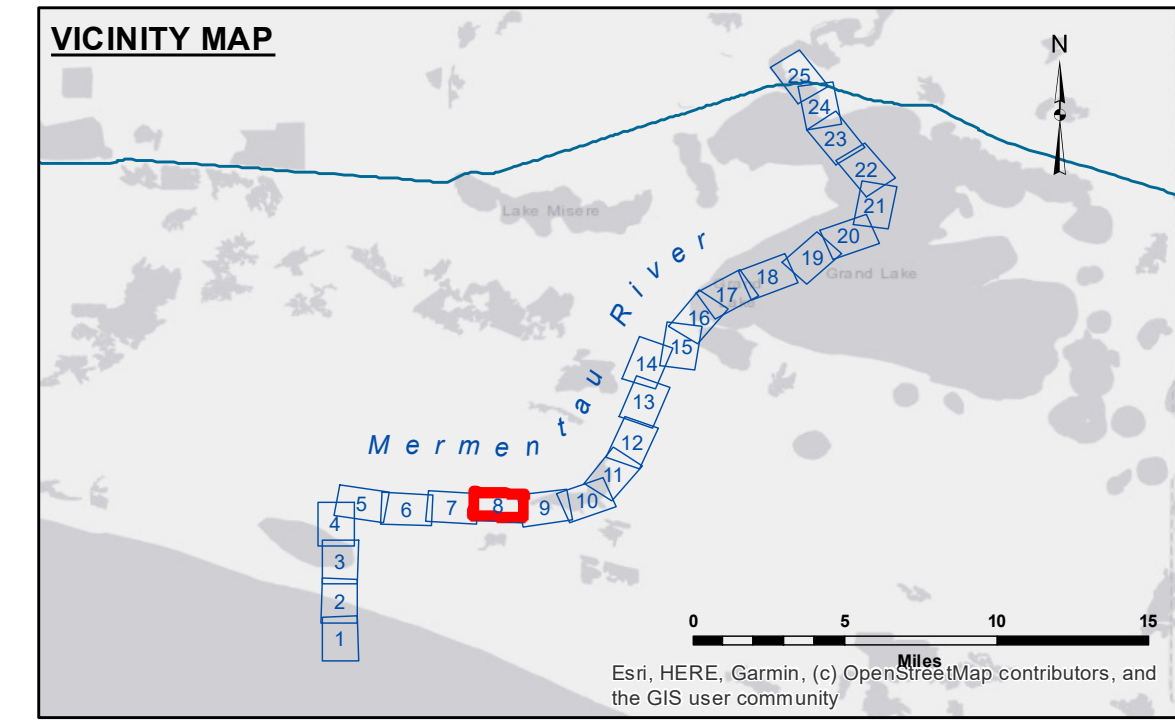 VICINITY MAP
N
25
24
23
22
21
20
19
18
17
16
15
14
13
12
11
10
9
8
7
6
5
4
3
2
1
Lake Misere
Grand Lake
Grand
Lake
Mermentau River
0 5 10 15
Miles
Esri, HERE, Garmin, (c) OpenStreetMap contributors, and
the GIS user community